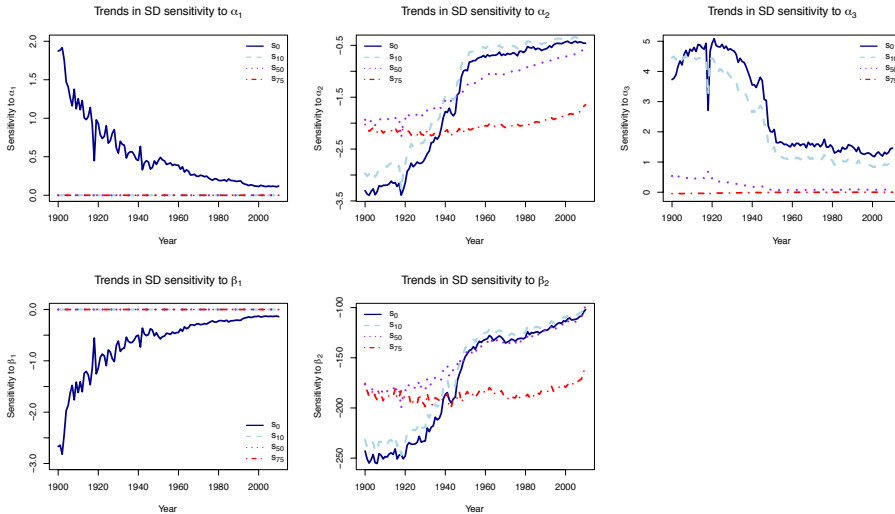 Trends in SD sensitivity to α₁
Sensitivity to α₁
2.0
1.5
1.0
0.5
0.0
S₀
S₁₀
S₅₀
S₇₅
1900 1920 1940 1960 1980 2000
Year
Trends in SD sensitivity to α₂
Sensitivity to α₂
−0.5
−1.5
−2.5
−3.5
S₀
S₁₀
S₅₀
S₇₅
1900 1920 1940 1960 1980 2000
Year
Trends in SD sensitivity to α₃
Sensitivity to α₃
5
4
3
2
1
0
S₀
S₁₀
S₅₀
S₇₅
1900 1920 1940 1960 1980 2000
Year
Trends in SD sensitivity to β₁
Sensitivity to β₁
0.0
−1.0
−2.0
−3.0
S₀
S₁₀
S₅₀
S₇₅
1900 1920 1940 1960 1980 2000
Year
Trends in SD sensitivity to β₂
Sensitivity to β₂
−100
−150
−200
−250
S₀
S₁₀
S₅₀
S₇₅
1900 1920 1940 1960 1980 2000
Year